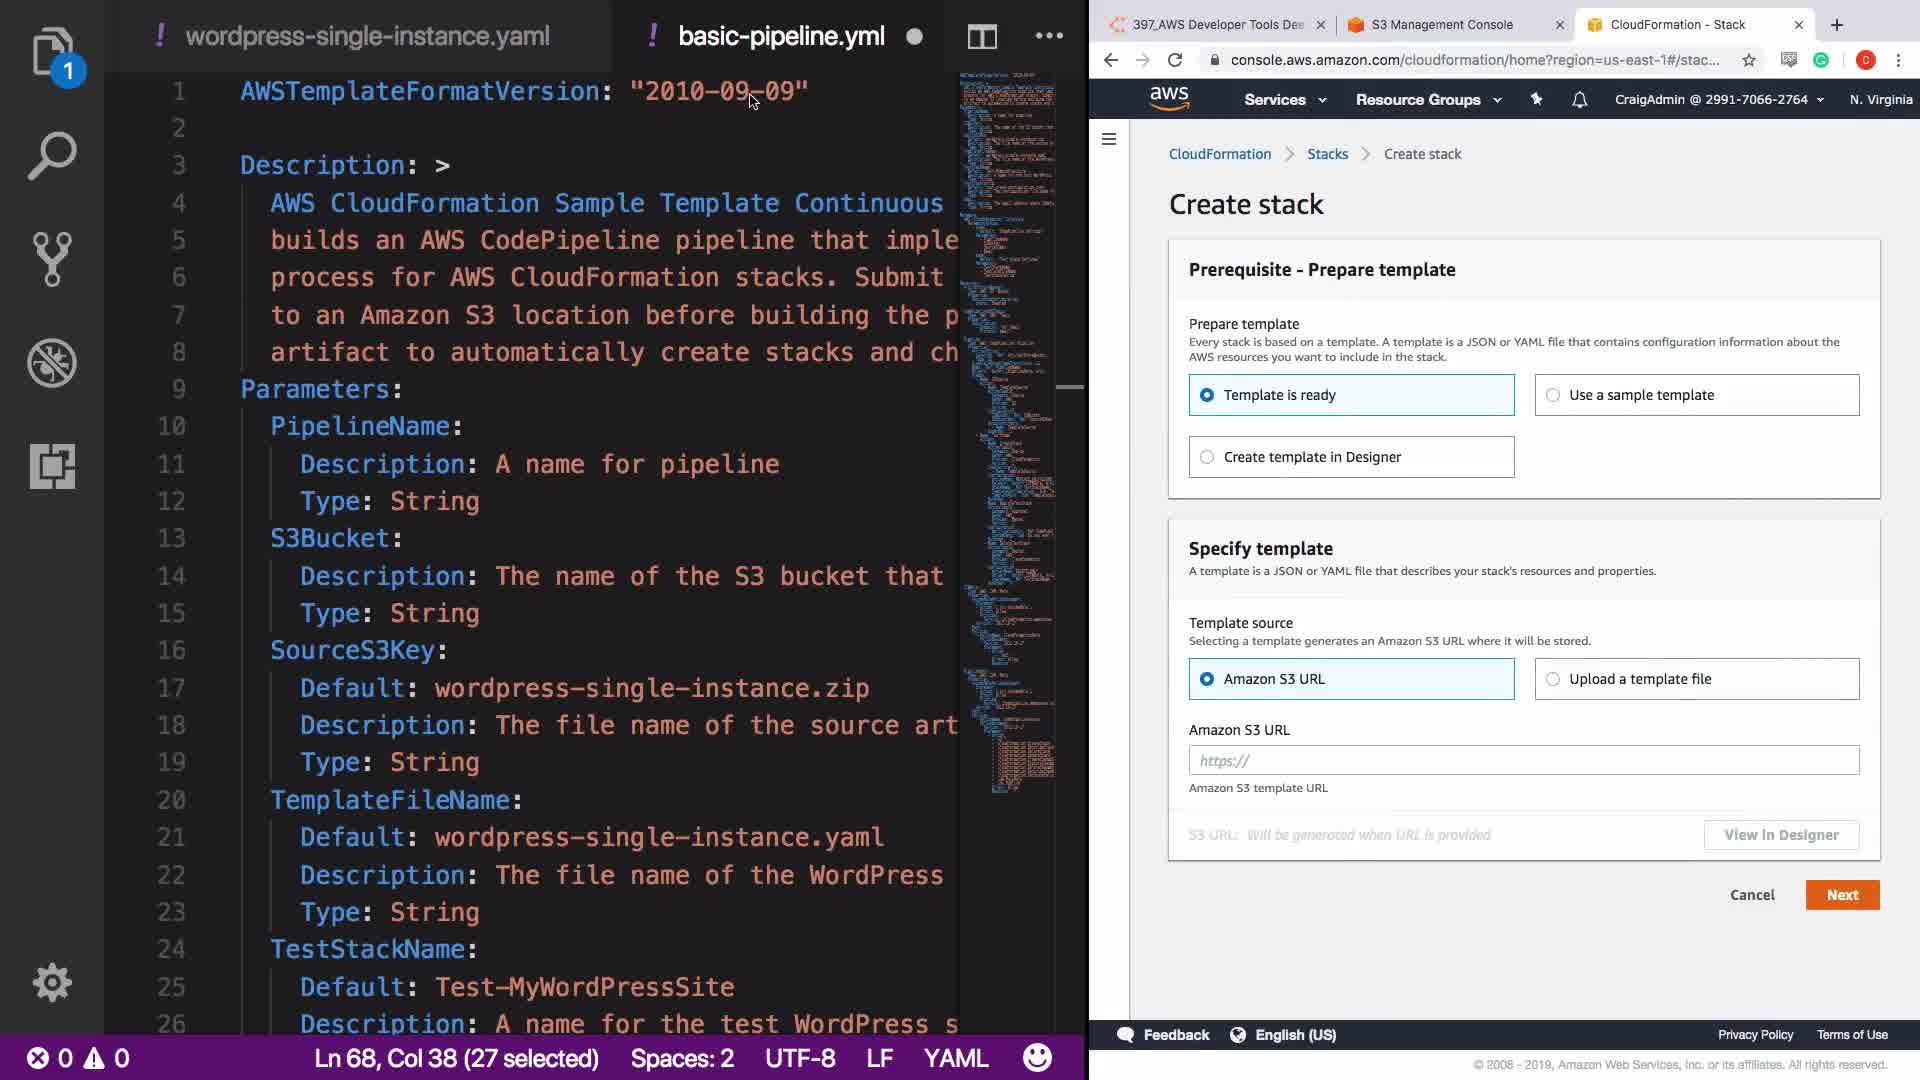 ! wordpress-single-instance.yaml
! basic-pipeline.yml
1
1 AWSTemplateFormatVersion: "2010-09-09"
2
3 Description: >
4 AWS CloudFormation Sample Template Continuous
5 builds an AWS CodePipeline pipeline that imple
6 process for AWS CloudFormation stacks. Submit
7 to an Amazon S3 location before building the p
8 artifact to automatically create stacks and ch
9 Parameters:
10 PipelineName:
11 Description: A name for pipeline
12 Type: String
13 S3Bucket:
14 Description: The name of the S3 bucket that
15 Type: String
16 SourceS3Key:
17 Default: wordpress-single-instance.zip
18 Description: The file name of the source art
19 Type: String
20 TemplateFileName:
21 Default: wordpress-single-instance.yaml
22 Description: The file name of the WordPress
23 Type: String
24 TestStackName:
25 Default: Test-MyWordPressSite
26 Description: A name for the test WordPress s
0 0 Ln 68, Col 38 (27 selected) Spaces: 2 UTF-8 LF YAML
397_AWS Developer Tools Dee
S3 Management Console
CloudFormation - Stack
console.aws.amazon.com/cloudformation/home?region=us-east-1#/stac...
aws Services Resource Groups CraigAdmin @ 2991-7066-2764 N. Virginia
CloudFormation Stacks Create stack
Create stack
Prerequisite - Prepare template
Prepare template
Every stack is based on a template. A template is a JSON or YAML file that contains configuration information about the
AWS resources you want to include in the stack.
Template is ready
Use a sample template
Create template in Designer
Specify template
A template is a JSON or YAML file that describes your stack's resources and properties.
Template source
Selecting a template generates an Amazon S3 URL where it will be stored.
Amazon S3 URL
Upload a template file
Amazon S3 URL
https://
Amazon S3 template URL
S3 URL: Will be generated when URL is provided
View in Designer
Cancel
Next
Feedback English (US) Privacy Policy Terms of Use
© 2008 - 2019, Amazon Web Services, Inc. or its affiliates. All rights reserved.